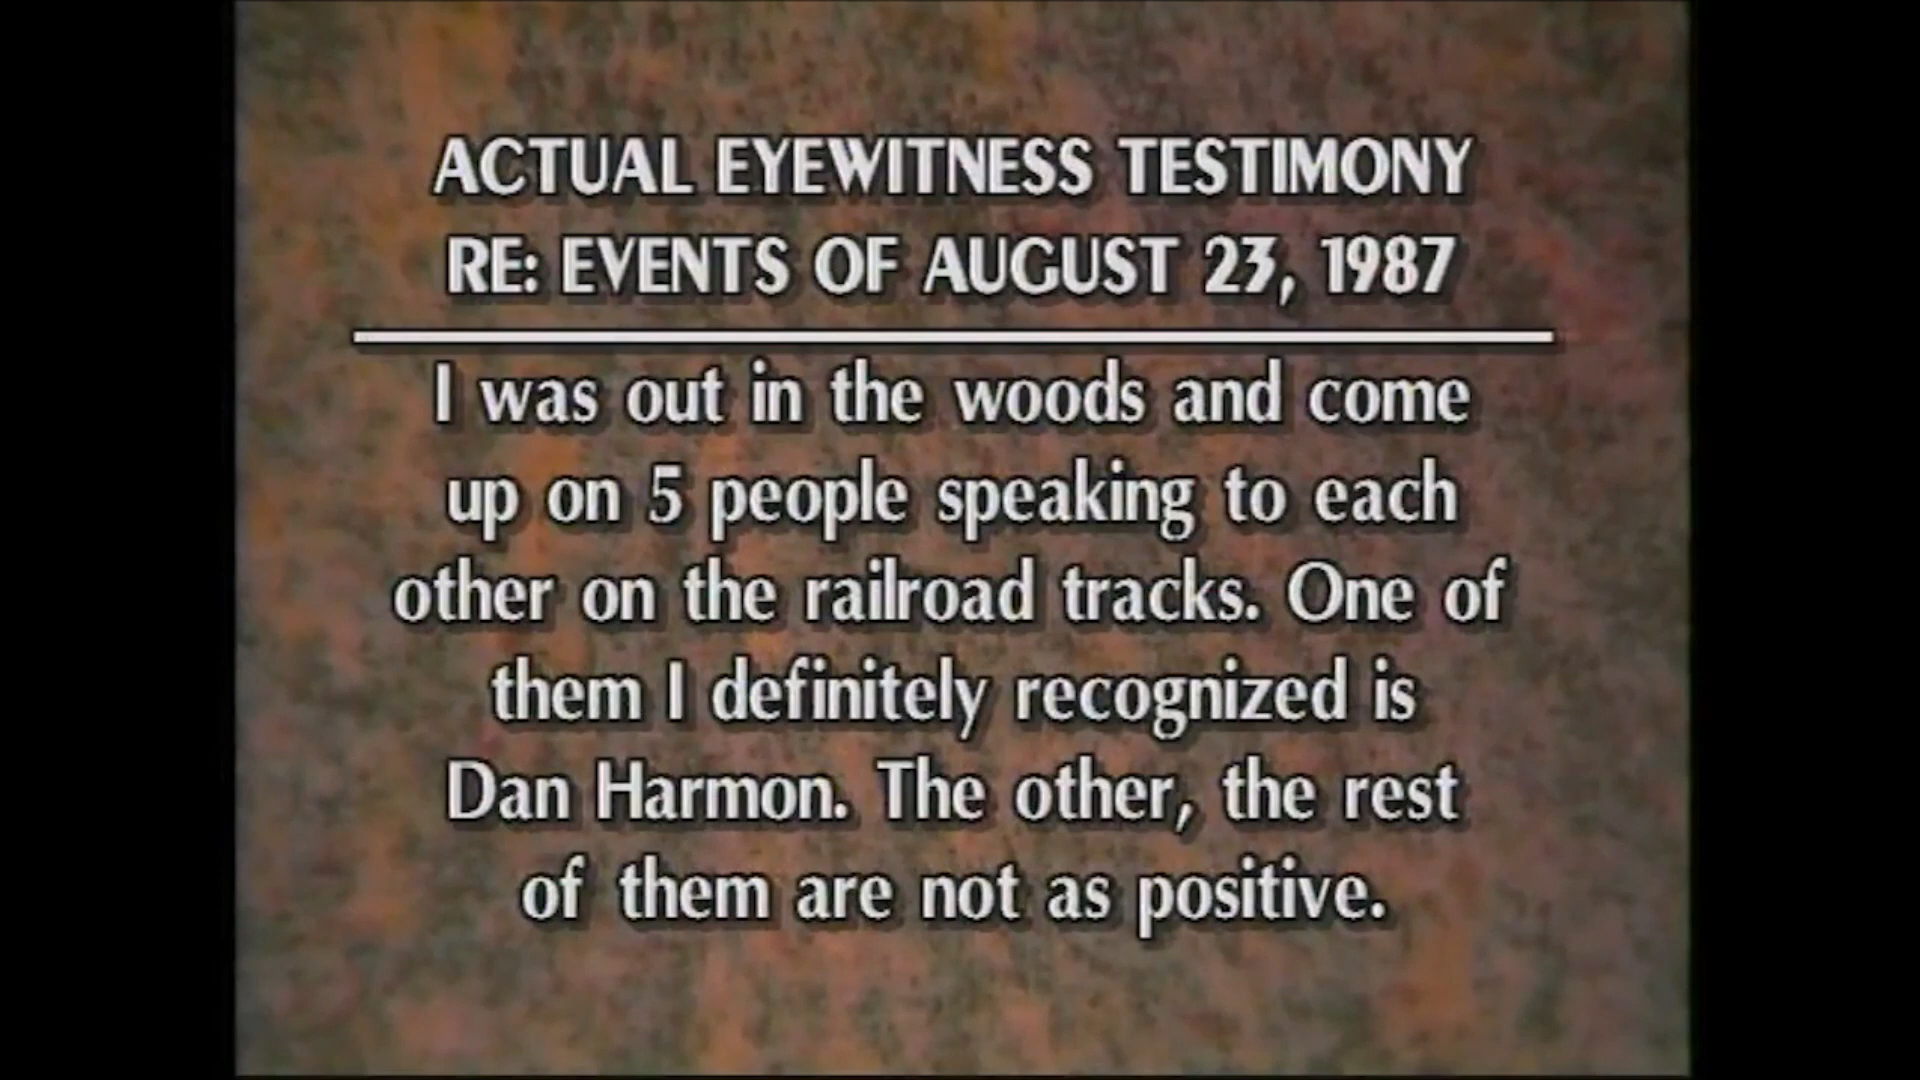 ACTUAL EYEWITNESS TESTIMONY
RE: EVENTS OF AUGUST 23, 1987
I was out in the woods and come
up on 5 people speaking to each
other on the railroad tracks. One of
them I definitely recognized is
Dan Harmon. The other, the rest
of them are not as positive.